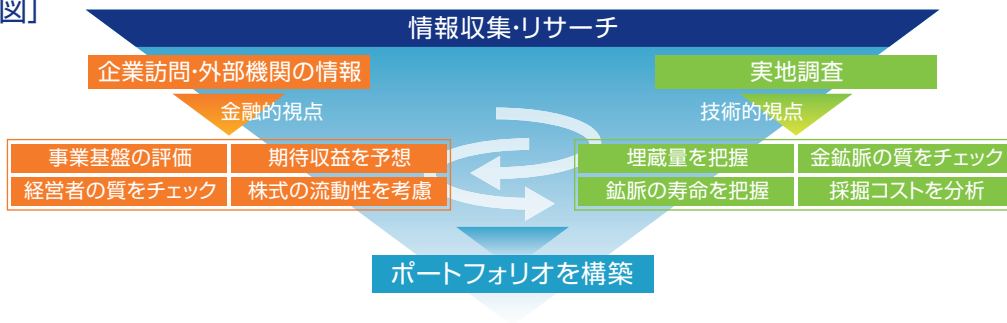 図］
情報収集・リサーチ
企業訪問・外部機関の情報
実地調査
金融的視点
技術的視点
事業基盤の評価
期待収益を予想
経営者の質をチェック
株式の流動性を考慮
埋蔵量を把握
金鉱脈の質をチェック
鉱脈の寿命を把握
採掘コストを分析
ポートフォリオを構築